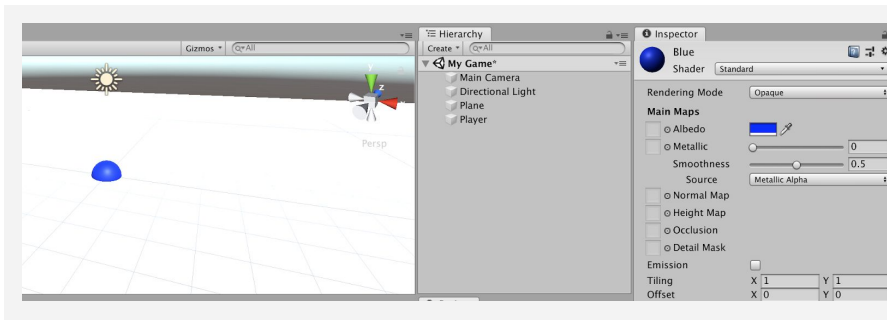 Gizmos
All
y
z
Persp
Hierarchy
Create
All
My Game*
Main Camera
Directional Light
Plane
Player
Inspector
Blue
Shader Standard
Rendering Mode Opaque
Main Maps
Albedo
Metallic 0
Smoothness 0.5
Source Metallic Alpha
Normal Map
Height Map
Occlusion
Detail Mask
Emission
Tiling X 1 Y 1
Offset X 0 Y 0